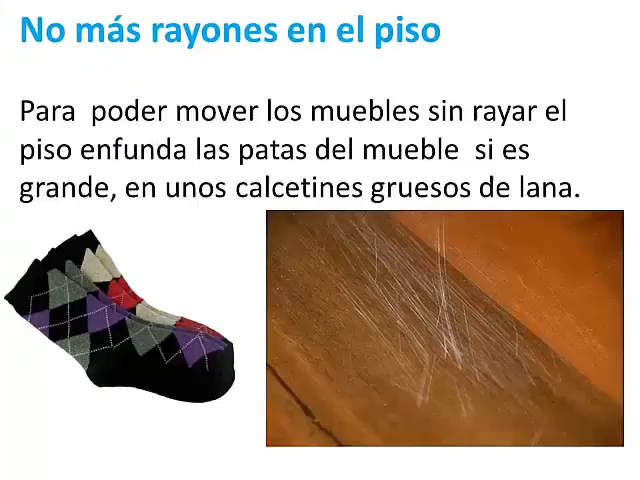 No más rayones en el piso
Para  poder mover los muebles sin rayar el
piso enfunda las patas del mueble  si es
grande, en unos calcetines gruesos de lana.